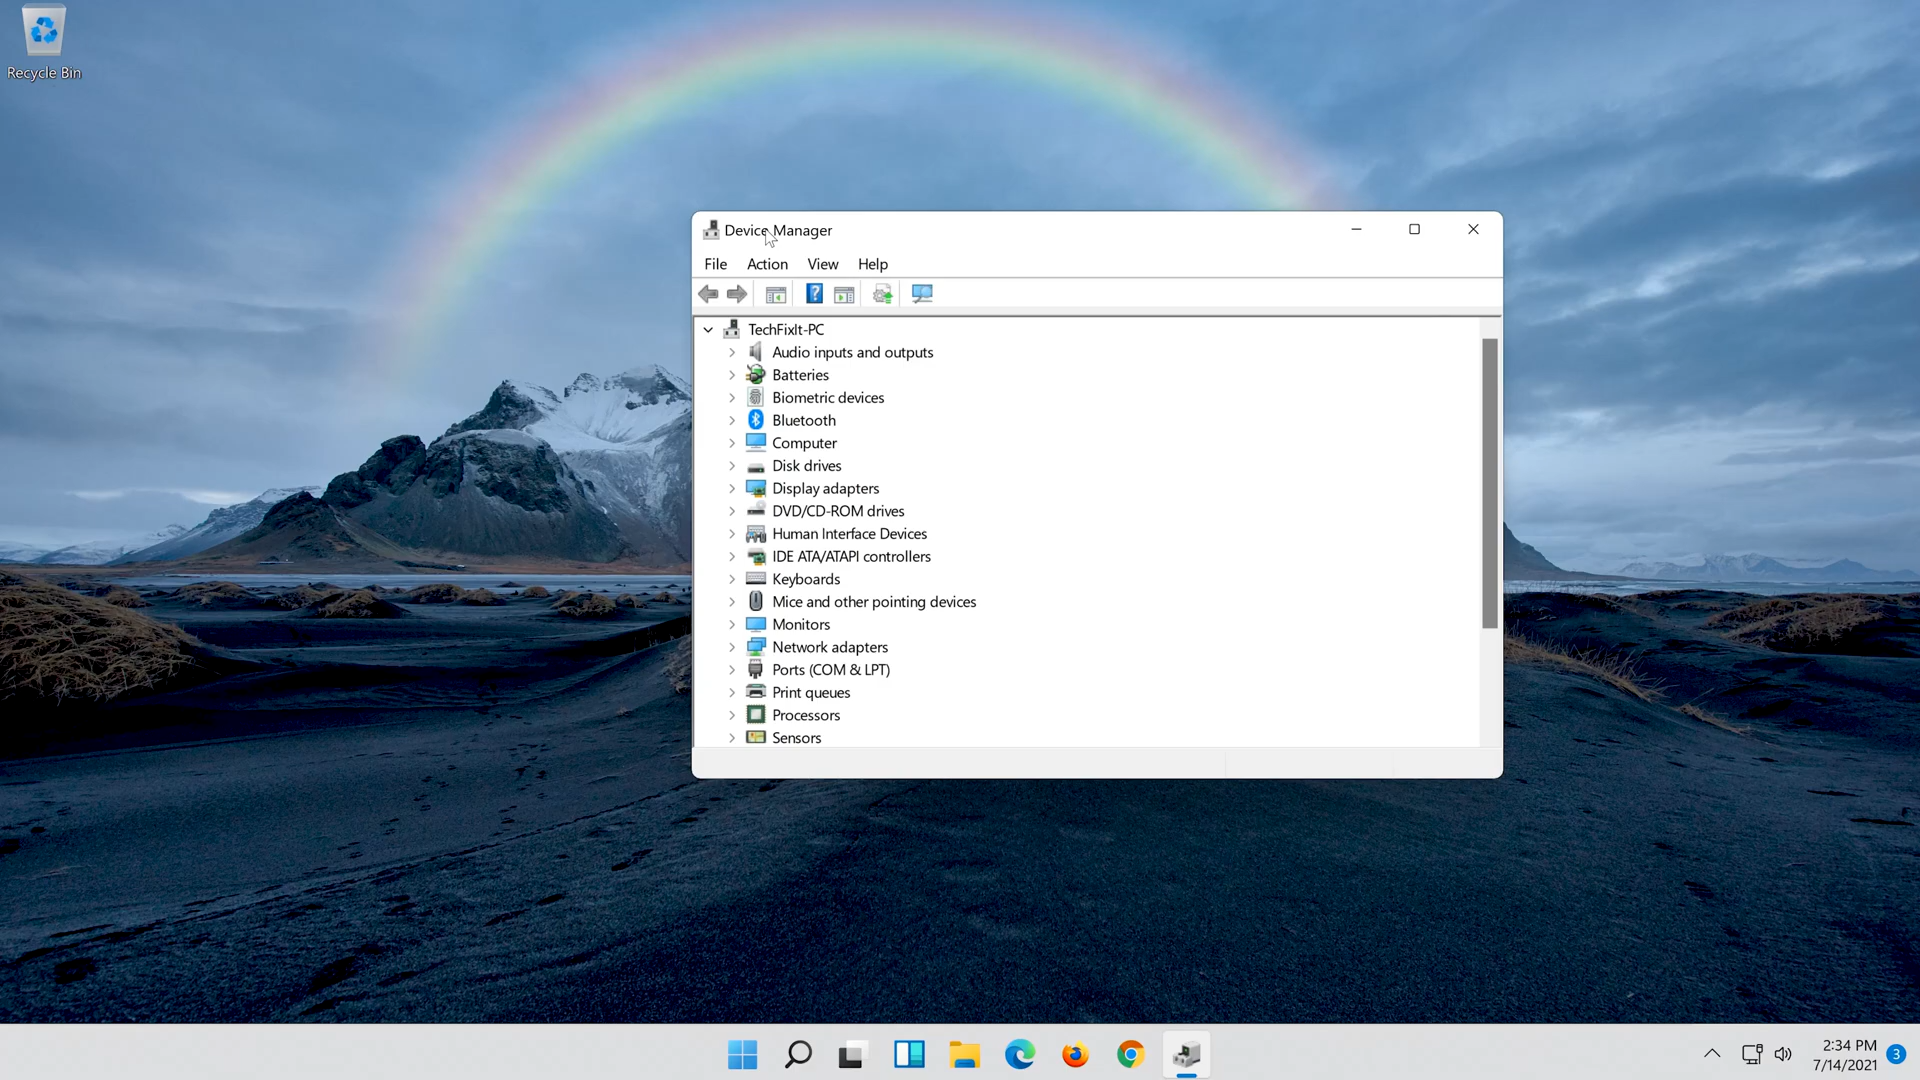 Recycle Bin
Device Manager
File Action View Help
TechFixIt-PC
Audio inputs and outputs
Batteries
Biometric devices
Bluetooth
Computer
Disk drives
Display adapters
DVD/CD-ROM drives
Human Interface Devices
IDE ATA/ATAPI controllers
Keyboards
Mice and other pointing devices
Monitors
Network adapters
Ports (COM & LPT)
Print queues
Processors
Sensors
2:34 PM
7/14/2021
3